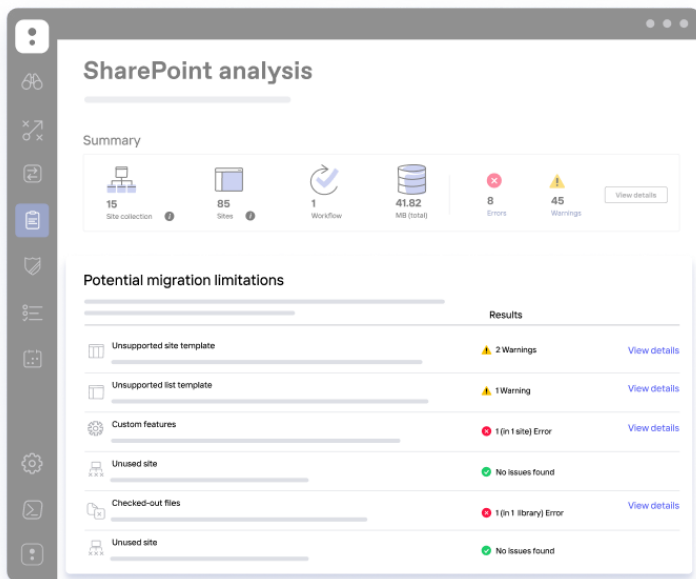 SharePoint analysis
Summary
15
Site collection
85
Sites
1
Workflow
41.82
MB (total)
8
Errors
45
Warnings
View details
Potential migration limitations
Results
Unsupported site template
2 Warnings
View details
Unsupported list template
1 Warning
View details
Custom features
1 (in 1 site) Error
View details
Unused site
No issues found
Checked-out files
1 (in 1 library) Error
View details
Unused site
No issues found